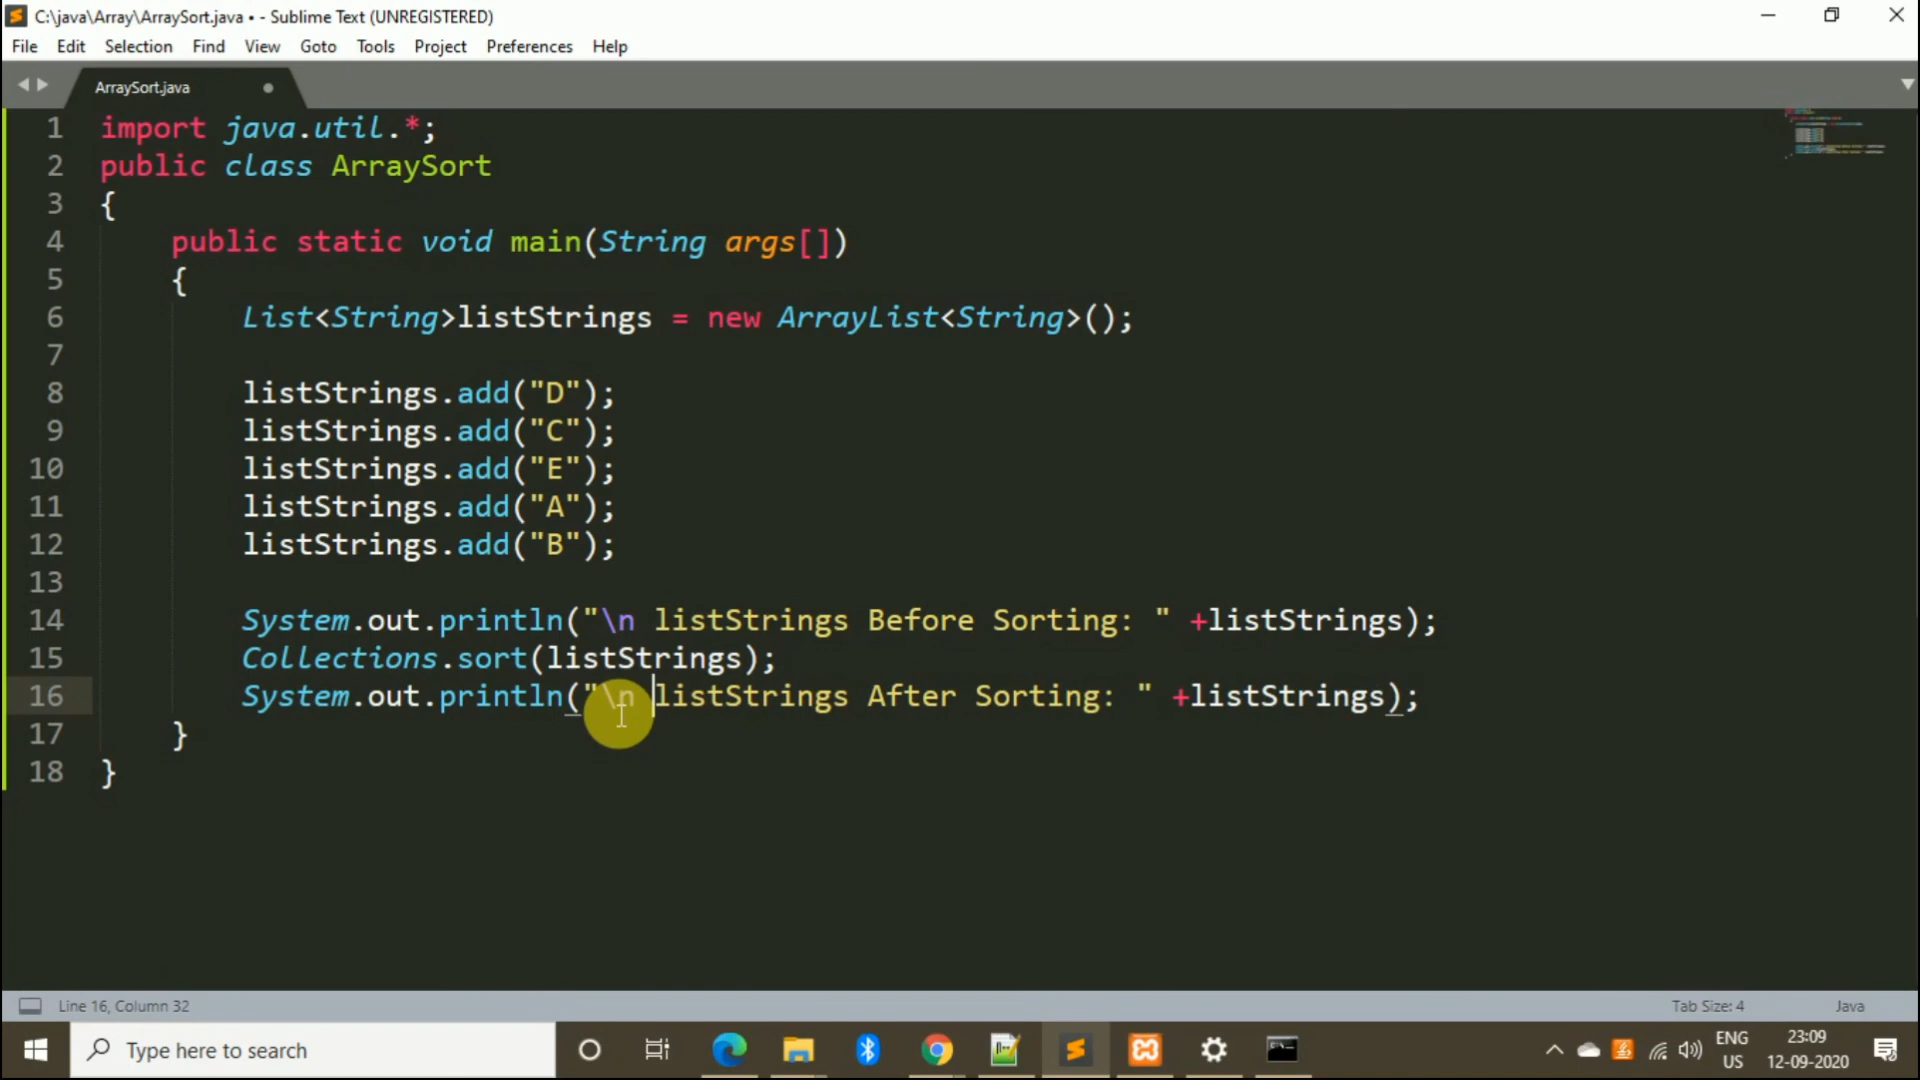 C:\java\Array\ArraySort.java • - Sublime Text (UNREGISTERED)
File Edit Selection Find View Goto Tools Project Preferences Help
ArraySort.java
1 import java.util.*;
2 public class ArraySort
3 {
4 public static void main(String args[])
5 {
6 List<String>listStrings = new ArrayList<String>();
7
8 listStrings.add("D");
9 listStrings.add("C");
10 listStrings.add("E");
11 listStrings.add("A");
12 listStrings.add("B");
13
14 System.out.println("\n listStrings Before Sorting: " +listStrings);
15 Collections.sort(listStrings);
16 System.out.println("\n listStrings After Sorting: " +listStrings);
17 }
18 }
Line 16, Column 32 Tab Size: 4 Java
Type here to search
ENG
US
23:09
12-09-2020